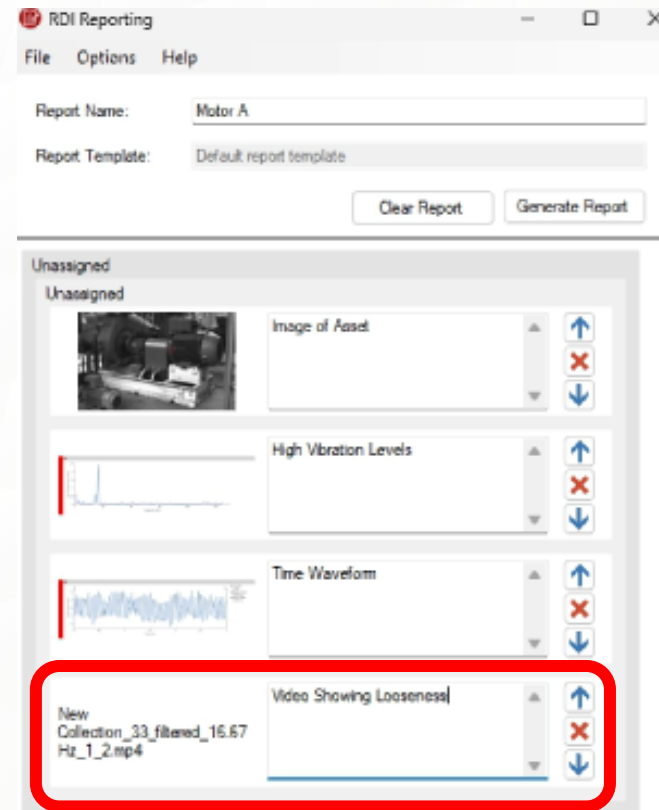 RDI Reporting
File Options Help
Report Name: Motor A
Report Template: Default report template
Clear Report Generate Report
Unassigned
Unassigned
Image of Asset
High Vibration Levels
Time Waveform
Video Showing Looseness
New
Collection_33_filtered_16.67
Hz_1_2.mp4